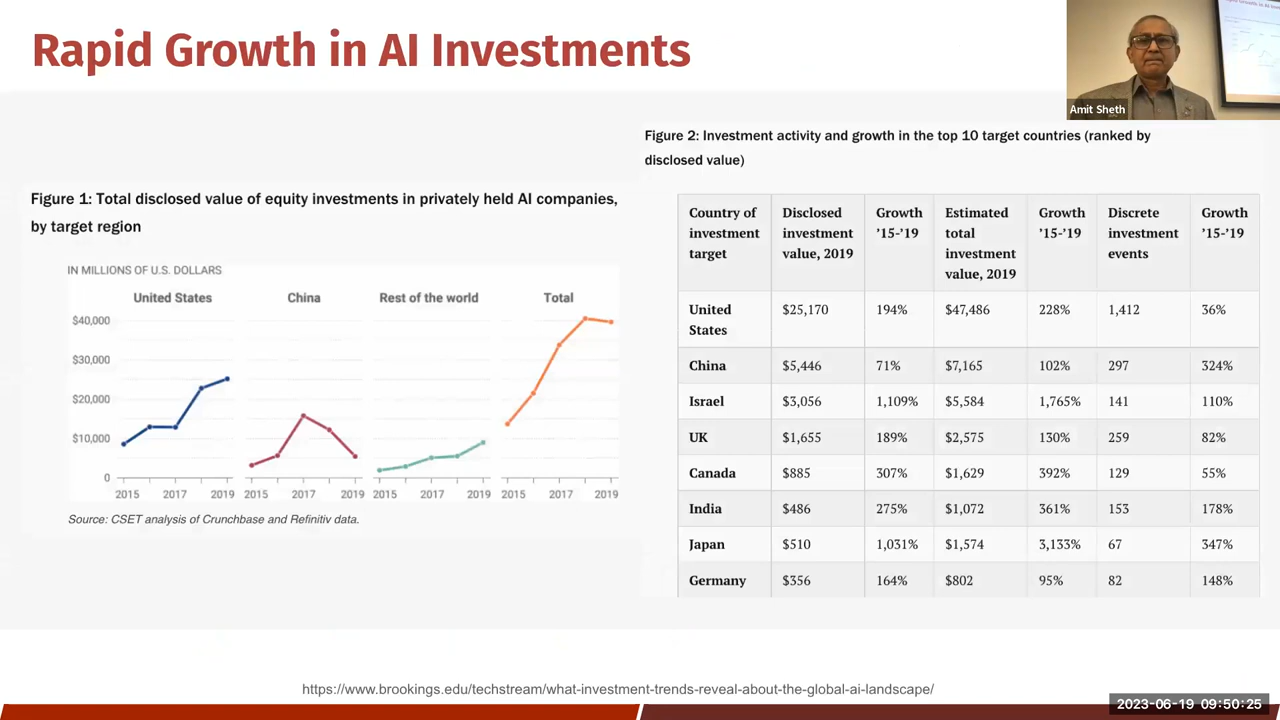 Rapid Growth in AI Investments
Amit Sheth
Figure 1: Total disclosed value of equity investments in privately held AI companies,
by target region
IN MILLIONS OF U.S. DOLLARS
United States China Rest of the world Total
$40,000
$30,000
$20,000
$10,000
0
2015 2017 2019 2015 2017 2019 2015 2017 2019 2015 2017 2019
Source: CSET analysis of Crunchbase and Refinitiv data.
Figure 2: Investment activity and growth in the top 10 target countries (ranked by
disclosed value)
Country of Disclosed Growth Estimated Growth Discrete Growth
investment investment '15-'19 total '15-'19 investment '15-'19
target value, 2019 investment events
value, 2019
United $25,170 194% $47,486 228% 1,412 36%
States
China $5,446 71% $7,165 102% 297 324%
Israel $3,056 1,109% $5,584 1,765% 141 110%
UK $1,655 189% $2,575 130% 259 82%
Canada $885 307% $1,629 392% 129 55%
India $486 275% $1,072 361% 153 178%
Japan $510 1,031% $1,574 3,133% 67 347%
Germany $356 164% $802 95% 82 148%
https://www.brookings.edu/techstream/what-investment-trends-reveal-about-the-global-ai-landscape/
2023-06-19 09:50:25